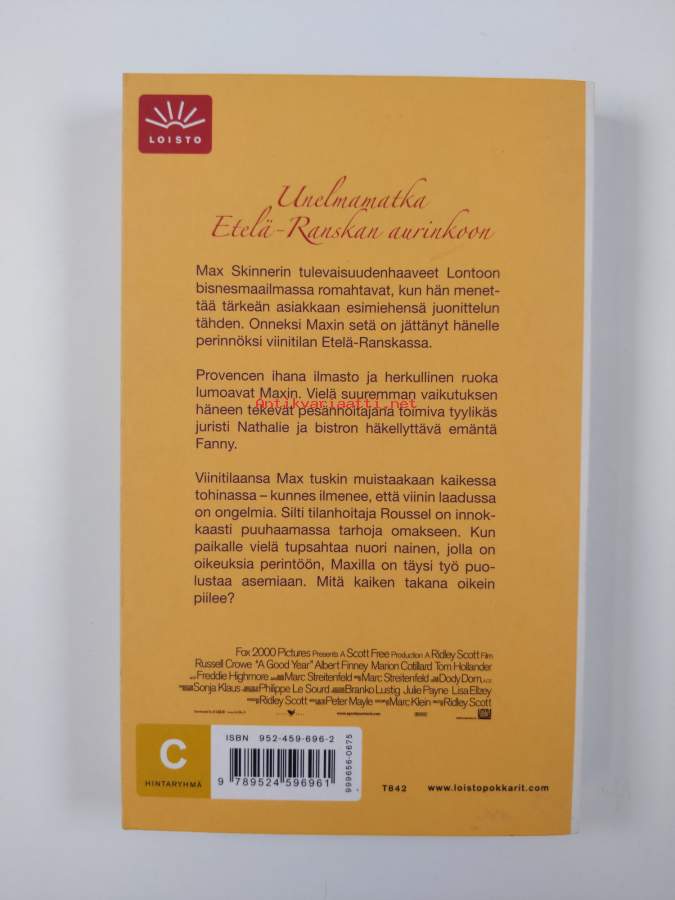 LOISTO
Unelmamatka
Etelä-Ranskan aurinkoon
Max Skinnerin tulevaisuudenhaaveet Lontoon
bisnesmaailmassa romahtavat, kun hän menet-
tää tärkeän asiakkaan esimiehensä juonittelun
tähden. Onneksi Maxin setä on jättänyt hänelle
perinnöksi viinitilan Etelä-Ranskassa.
Provencen ihana ilmasto ja herkullinen ruoka
lumoavat Maxin. Vielä suuremman vaikutuksen
Antikvariaatti.net
häneen tekevät pesänhoitajana toimiva tyylikäs
juristi Nathalie ja bistron häkellyttävä emäntä
Fanny.
Viinitilaansa Max tuskin muistaakaan kaikessa
tohinassa – kunnes ilmenee, että viinin laadussa
on ongelmia. Silti tilanhoitaja Roussel on innok-
kaasti puuhaamassa tarhoja omakseen. Kun
paikalle vielä tupsahtaa nuori nainen, jolla on
oikeuksia perintöön, Maxilla on täysi työ puo-
lustaa asemiaan. Mitä kaiken takana oikein
piilee?
Fox 2000 Pictures Presents A Scott Free Production A Ridley Scott Film
Russell Crowe "A Good Year" Albert Finney Marion Cotillard Tom Hollander
Freddie Highmore Marc Streitenfeld Marc Streitenfeld Dody Dorn
Sonja Klaus Philippe Le Sourd Branko Lustig Julie Payne Lisa Ellzey
Ridley Scott Peter Mayle Marc Klein Ridley Scott
C
HINTARYHMÄ
ISBN 952-459-696-2
9 789524 596961
999656-0675
T842 www.loistopokkarit.com